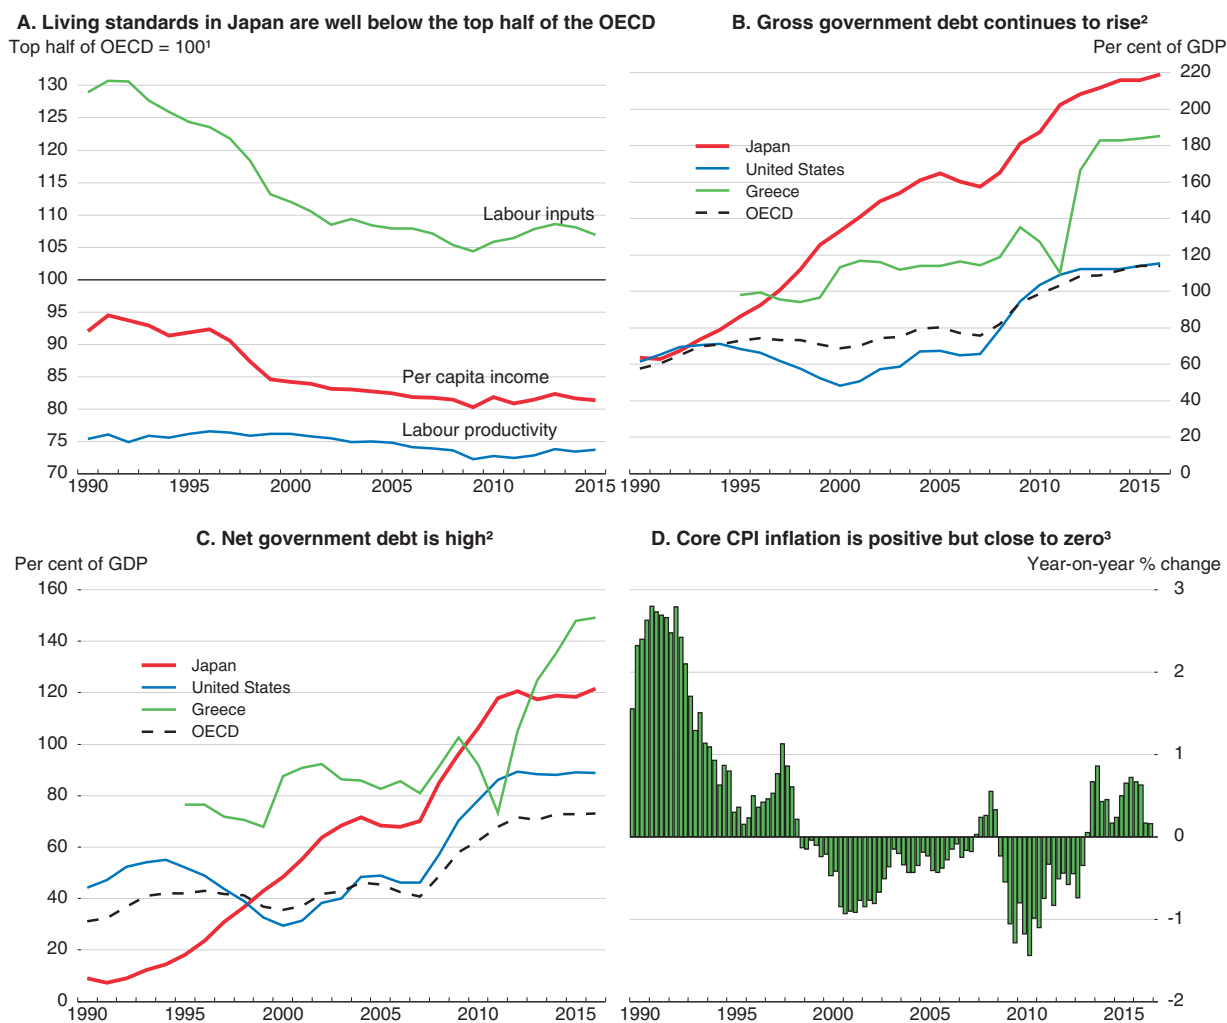 A. Living standards in Japan are well below the top half of the OECD
Top half of OECD = 100¹
130
125
120
115
110
105
100
95
90
85
80
75
70
Labour inputs
Per capita income
Labour productivity
1990 1995 2000 2005 2010 2015
B. Gross government debt continues to rise²
Per cent of GDP
220
200
180
160
140
120
100
80
60
40
20
0
Japan
United States
Greece
OECD
1990 1995 2000 2005 2010 2015
C. Net government debt is high²
Per cent of GDP
160
140
120
100
80
60
40
20
0
Japan
United States
Greece
OECD
1990 1995 2000 2005 2010 2015
D. Core CPI inflation is positive but close to zero³
Year-on-year % change
3
2
1
0
-1
-2
1990 1995 2000 2005 2010 2015